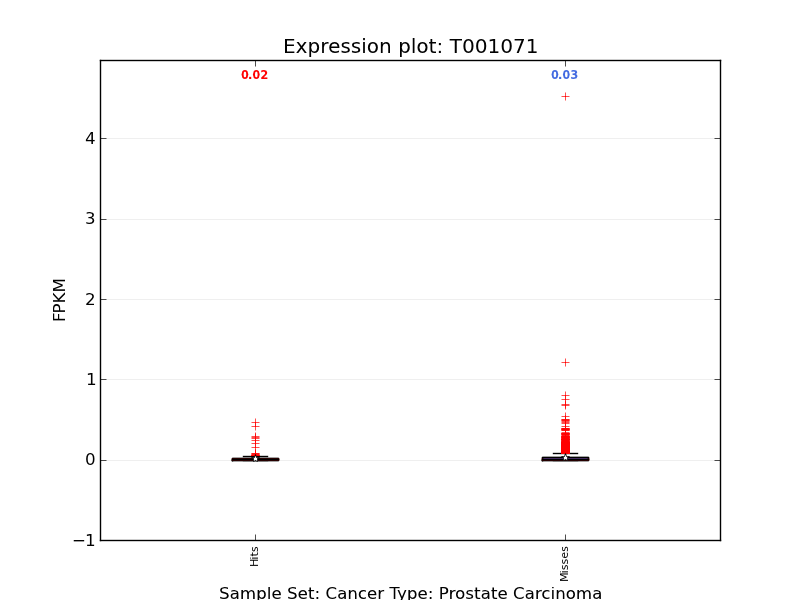 Expression plot: T001071
0.02
0.03
4
3
2
1
0
−1
FPKM
Hits
Misses
Sample Set: Cancer Type: Prostate Carcinoma